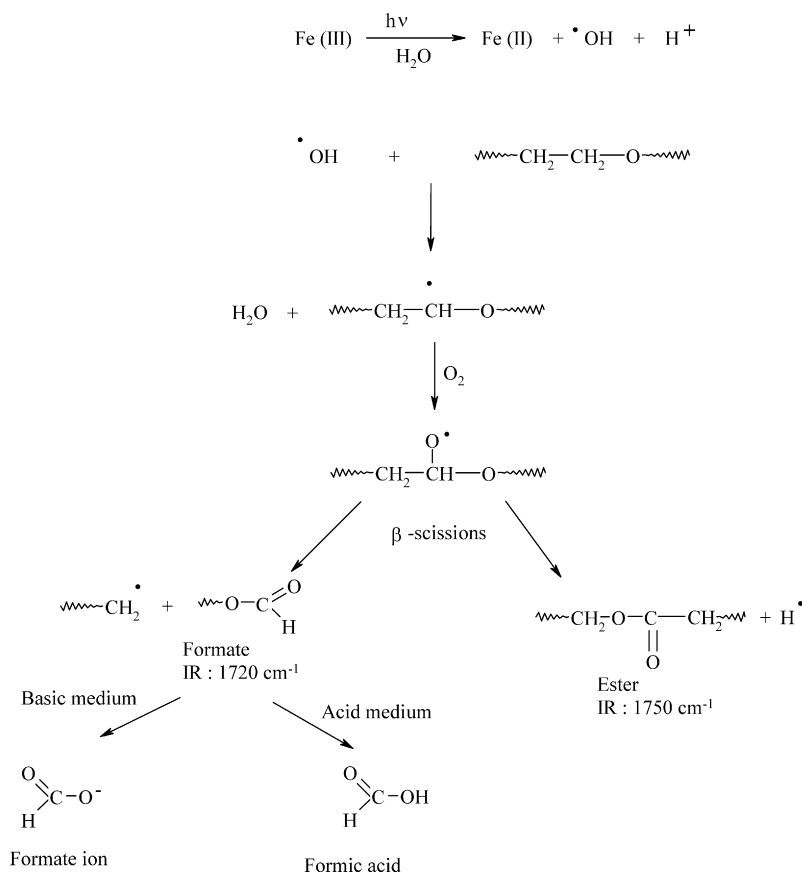 hν
Fe (III) H₂O Fe (II) + •OH + H⁺
•OH + CH₂—CH₂—O
H₂O + CH₂—ĊH—O
O₂
O•
CH₂—CH—O
β -scissions
CH₂• + O—C
O
H
CH₂ O—C—CH₂ + H•
O
Formate
IR : 1720 cm⁻¹
Ester
IR : 1750 cm⁻¹
Basic medium
Acid medium
O
C—O⁻
H
O
C—OH
H
Formate ion
Formic acid